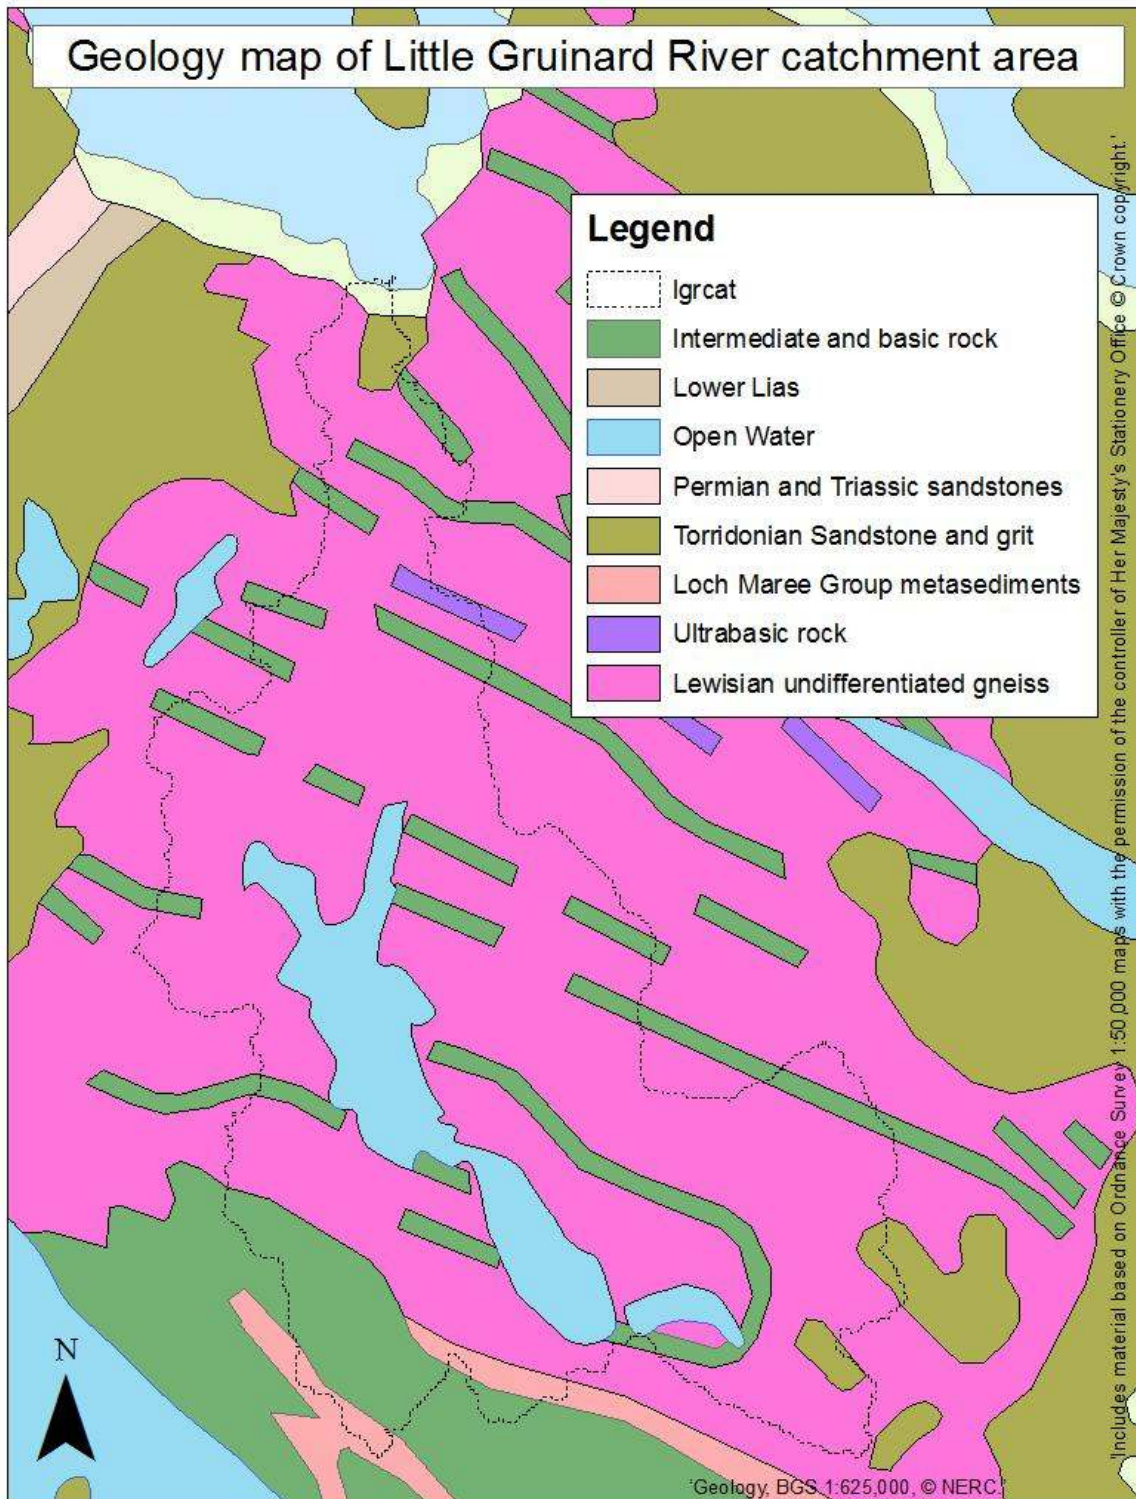 Geology map of Little Gruinard River catchment area
Legend
lgrcat
Intermediate and basic rock
Lower Lias
Open Water
Permian and Triassic sandstones
Torridonian Sandstone and grit
Loch Maree Group metasediments
Ultrabasic rock
Lewisian undifferentiated gneiss
'Includes material based on Ordnance Survey 1:50,000 maps with the permission of the controller of Her Majesty's Stationery Office © Crown copyright.'
N
'Geology, BGS 1:625,000, © NERC.'